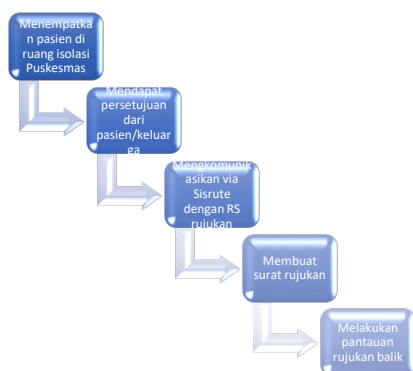 Menempatka
n pasien di
ruang isolasi
Puskesmas
Mendapat
persetujuan
dari
pasien/keluar
ga
Mengkomunik
asikan via
Sisrute
dengan RS
rujukan
Membuat
surat rujukan
Melakukan
pantauan
rujukan balik